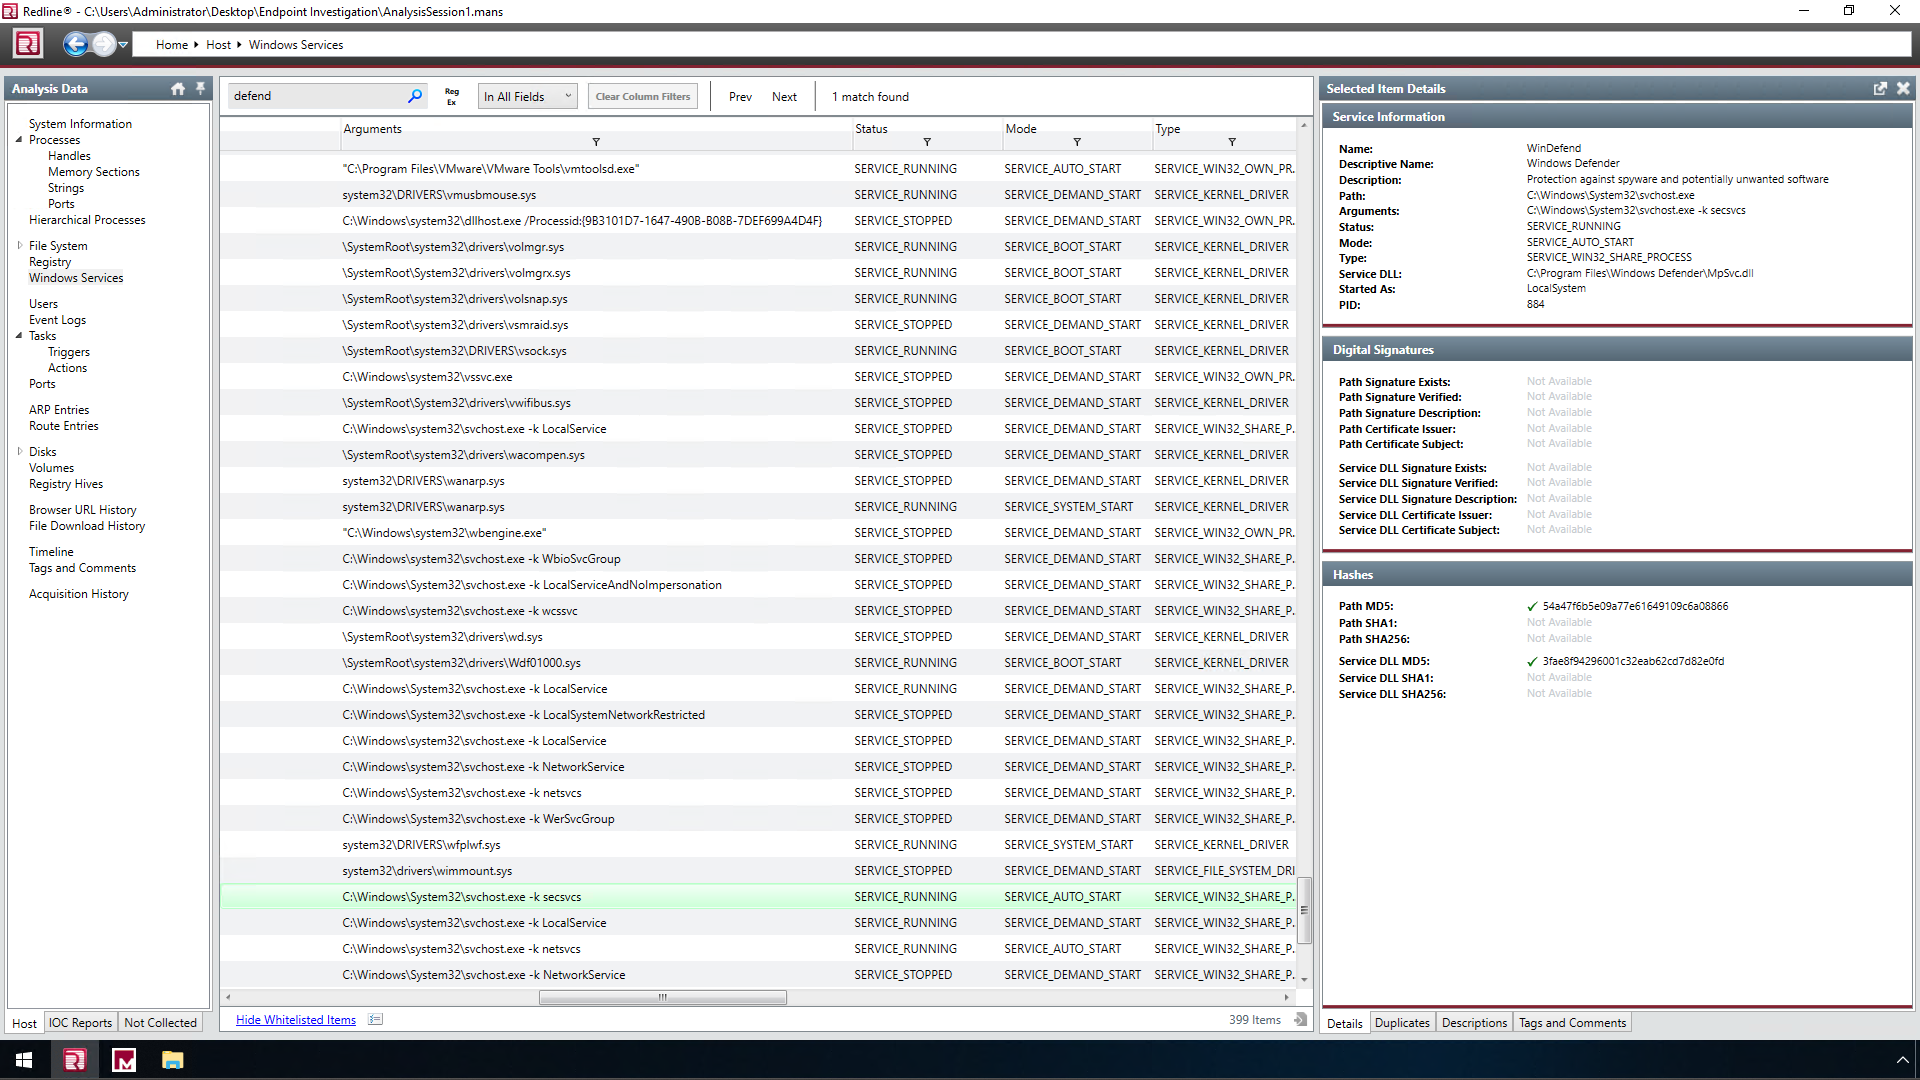 Redline® - C:\Users\Administrator\Desktop\Endpoint Investigation\AnalysisSession1.mans
Home Host Windows Services
Analysis Data
System Information
Processes
Handles
Memory Sections
Strings
Ports
Hierarchical Processes
File System
Registry
Windows Services
Users
Event Logs
Tasks
Triggers
Actions
Ports
ARP Entries
Route Entries
Disks
Volumes
Registry Hives
Browser URL History
File Download History
Timeline
Tags and Comments
Acquisition History
Host IOC Reports Not Collected
defend Reg Ex In All Fields Clear Column Filters Prev Next 1 match found
Arguments Status Mode Type
"C:\Program Files\VMware\VMware Tools\vmtoolsd.exe" SERVICE_RUNNING SERVICE_AUTO_START SERVICE_WIN32_OWN_PR...
system32\DRIVERS\vmusbmouse.sys SERVICE_RUNNING SERVICE_DEMAND_START SERVICE_KERNEL_DRIVER
C:\Windows\system32\dllhost.exe /Processid:{9B3101D7-1647-490B-B08B-7DEF699A4D4F} SERVICE_STOPPED SERVICE_DEMAND_START SERVICE_WIN32_OWN_PR...
\SystemRoot\system32\drivers\volmgr.sys SERVICE_RUNNING SERVICE_BOOT_START SERVICE_KERNEL_DRIVER
\SystemRoot\System32\drivers\volmgrx.sys SERVICE_RUNNING SERVICE_BOOT_START SERVICE_KERNEL_DRIVER
\SystemRoot\system32\drivers\volsnap.sys SERVICE_RUNNING SERVICE_BOOT_START SERVICE_KERNEL_DRIVER
\SystemRoot\system32\drivers\vsmraid.sys SERVICE_STOPPED SERVICE_DEMAND_START SERVICE_KERNEL_DRIVER
\SystemRoot\system32\DRIVERS\vsock.sys SERVICE_RUNNING SERVICE_BOOT_START SERVICE_KERNEL_DRIVER
C:\Windows\system32\vssvc.exe SERVICE_STOPPED SERVICE_DEMAND_START SERVICE_WIN32_OWN_PR...
\SystemRoot\System32\drivers\vwifibus.sys SERVICE_STOPPED SERVICE_DEMAND_START SERVICE_KERNEL_DRIVER
C:\Windows\system32\svchost.exe -k LocalService SERVICE_STOPPED SERVICE_DEMAND_START SERVICE_WIN32_SHARE_P...
\SystemRoot\system32\drivers\wacompen.sys SERVICE_STOPPED SERVICE_DEMAND_START SERVICE_KERNEL_DRIVER
system32\DRIVERS\wanarp.sys SERVICE_STOPPED SERVICE_DEMAND_START SERVICE_KERNEL_DRIVER
system32\DRIVERS\wanarp.sys SERVICE_RUNNING SERVICE_SYSTEM_START SERVICE_KERNEL_DRIVER
"C:\Windows\system32\wbengine.exe" SERVICE_STOPPED SERVICE_DEMAND_START SERVICE_WIN32_OWN_PR...
C:\Windows\system32\svchost.exe -k WbioSvcGroup SERVICE_STOPPED SERVICE_DEMAND_START SERVICE_WIN32_SHARE_P...
C:\Windows\System32\svchost.exe -k LocalServiceAndNoImpersonation SERVICE_STOPPED SERVICE_DEMAND_START SERVICE_WIN32_SHARE_P...
C:\Windows\system32\svchost.exe -k wcssvc SERVICE_STOPPED SERVICE_DEMAND_START SERVICE_WIN32_SHARE_P...
\SystemRoot\system32\drivers\wd.sys SERVICE_STOPPED SERVICE_DEMAND_START SERVICE_KERNEL_DRIVER
\SystemRoot\system32\drivers\Wdf01000.sys SERVICE_RUNNING SERVICE_BOOT_START SERVICE_KERNEL_DRIVER
C:\Windows\System32\svchost.exe -k LocalService SERVICE_RUNNING SERVICE_DEMAND_START SERVICE_WIN32_SHARE_P...
C:\Windows\System32\svchost.exe -k LocalSystemNetworkRestricted SERVICE_STOPPED SERVICE_DEMAND_START SERVICE_WIN32_SHARE_P...
C:\Windows\system32\svchost.exe -k LocalService SERVICE_STOPPED SERVICE_DEMAND_START SERVICE_WIN32_SHARE_P...
C:\Windows\system32\svchost.exe -k NetworkService SERVICE_STOPPED SERVICE_DEMAND_START SERVICE_WIN32_SHARE_P...
C:\Windows\System32\svchost.exe -k netsvcs SERVICE_STOPPED SERVICE_DEMAND_START SERVICE_WIN32_SHARE_P...
C:\Windows\System32\svchost.exe -k WerSvcGroup SERVICE_STOPPED SERVICE_DEMAND_START SERVICE_WIN32_SHARE_P...
system32\DRIVERS\wfplwf.sys SERVICE_RUNNING SERVICE_SYSTEM_START SERVICE_KERNEL_DRIVER
system32\drivers\wimmount.sys SERVICE_STOPPED SERVICE_DEMAND_START SERVICE_FILE_SYSTEM_DRI
C:\Windows\System32\svchost.exe -k secsvcs SERVICE_RUNNING SERVICE_AUTO_START SERVICE_WIN32_SHARE_P...
C:\Windows\system32\svchost.exe -k LocalService SERVICE_RUNNING SERVICE_DEMAND_START SERVICE_WIN32_SHARE_P...
C:\Windows\system32\svchost.exe -k netsvcs SERVICE_RUNNING SERVICE_AUTO_START SERVICE_WIN32_SHARE_P...
C:\Windows\System32\svchost.exe -k NetworkService SERVICE_STOPPED SERVICE_DEMAND_START SERVICE_WIN32_SHARE_P...
Hide Whitelisted Items 399 Items
Selected Item Details
Service Information
Name: WinDefend
Descriptive Name: Windows Defender
Description: Protection against spyware and potentially unwanted software
Path: C:\Windows\System32\svchost.exe
Arguments: C:\Windows\System32\svchost.exe -k secsvcs
Status: SERVICE_RUNNING
Mode: SERVICE_AUTO_START
Type: SERVICE_WIN32_SHARE_PROCESS
Service DLL: C:\Program Files\Windows Defender\MpSvc.dll
Started As: LocalSystem
PID: 884
Digital Signatures
Path Signature Exists: Not Available
Path Signature Verified: Not Available
Path Signature Description: Not Available
Path Certificate Issuer: Not Available
Path Certificate Subject: Not Available
Service DLL Signature Exists: Not Available
Service DLL Signature Verified: Not Available
Service DLL Signature Description: Not Available
Service DLL Certificate Issuer: Not Available
Service DLL Certificate Subject: Not Available
Hashes
Path MD5: 54a47f6b5e09a77e61649109c6a08866
Path SHA1: Not Available
Path SHA256: Not Available
Service DLL MD5: 3fae8f94296001c32eab62cd7d82e0fd
Service DLL SHA1: Not Available
Service DLL SHA256: Not Available
Details Duplicates Descriptions Tags and Comments